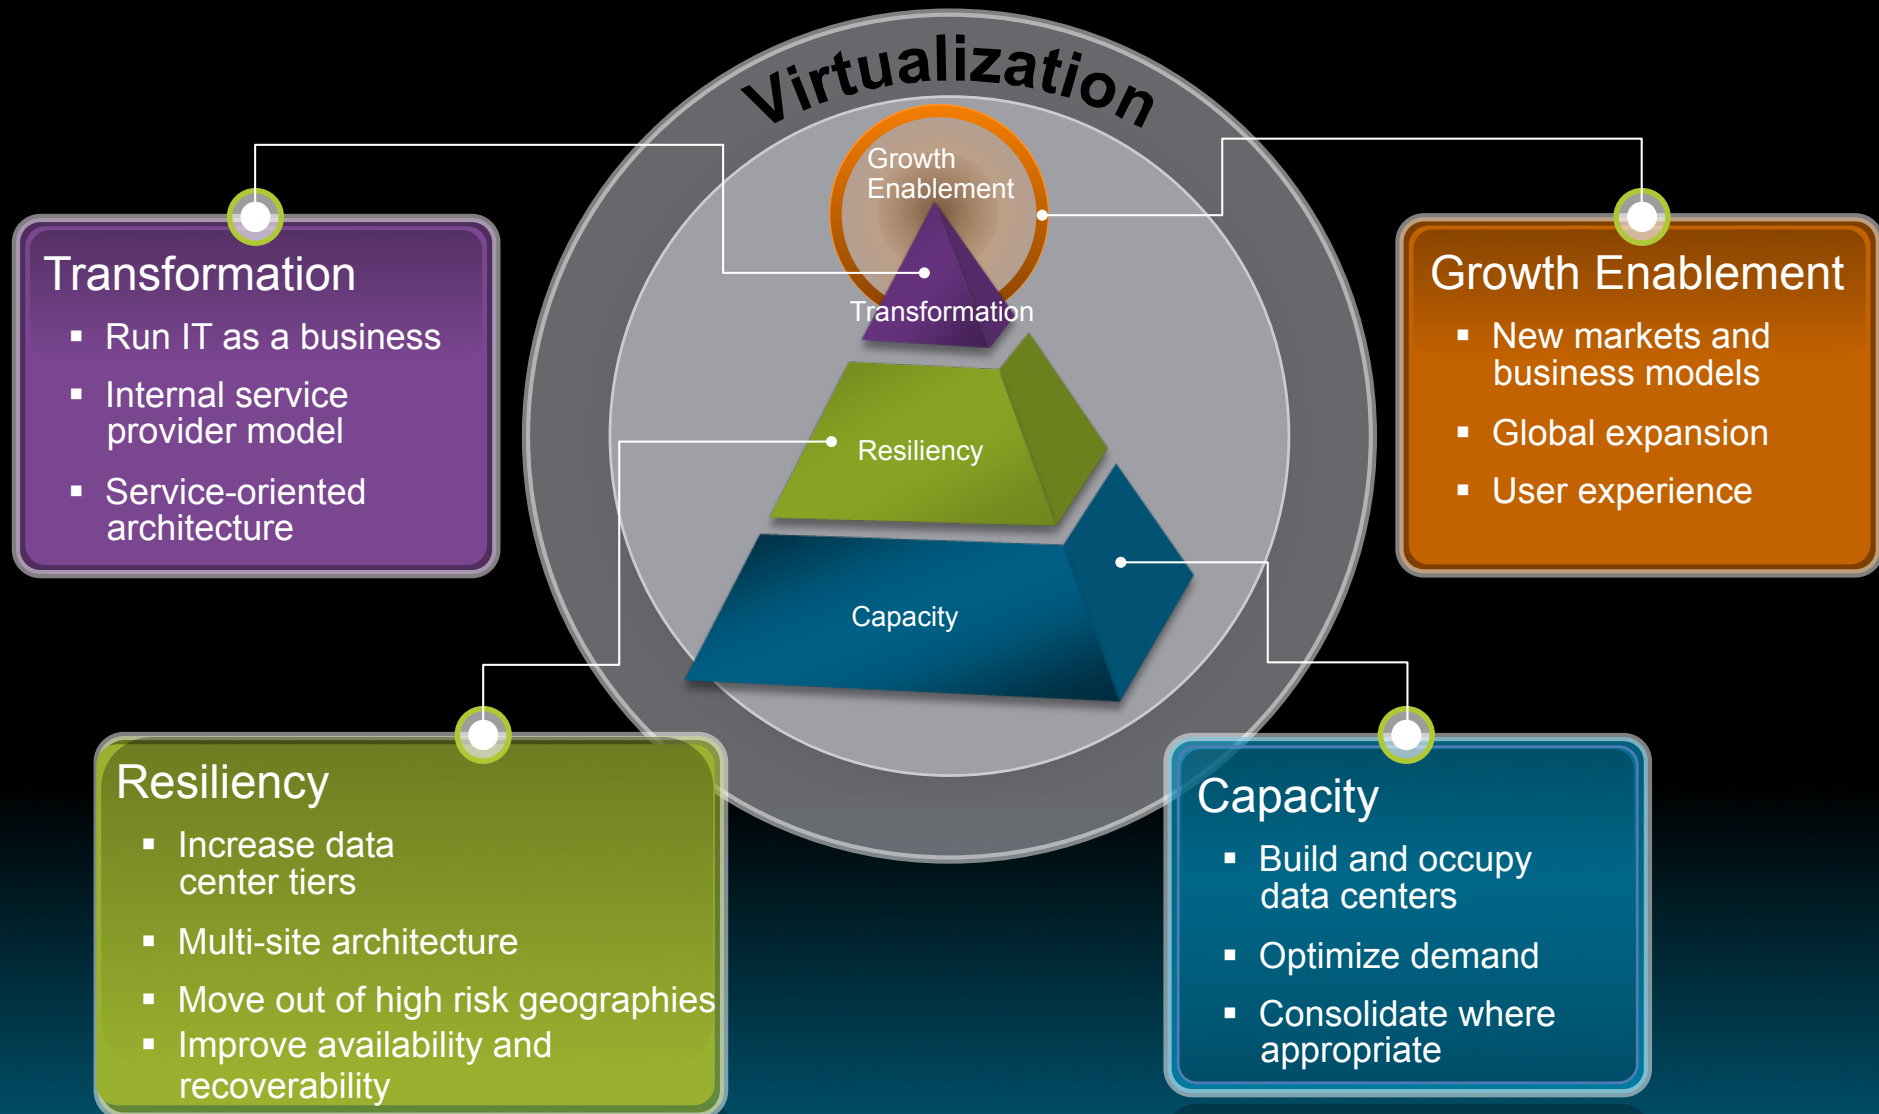 Virtualization
Growth
Enablement
Transformation
Resiliency
Capacity
Transformation
▪ Run IT as a business
▪ Internal service
provider model
▪ Service-oriented
architecture
Growth Enablement
▪ New markets and
business models
▪ Global expansion
▪ User experience
Resiliency
▪ Increase data
center tiers
▪ Multi-site architecture
▪ Move out of high risk geographies
▪ Improve availability and
recoverability
Capacity
▪ Build and occupy
data centers
▪ Optimize demand
▪ Consolidate where
appropriate